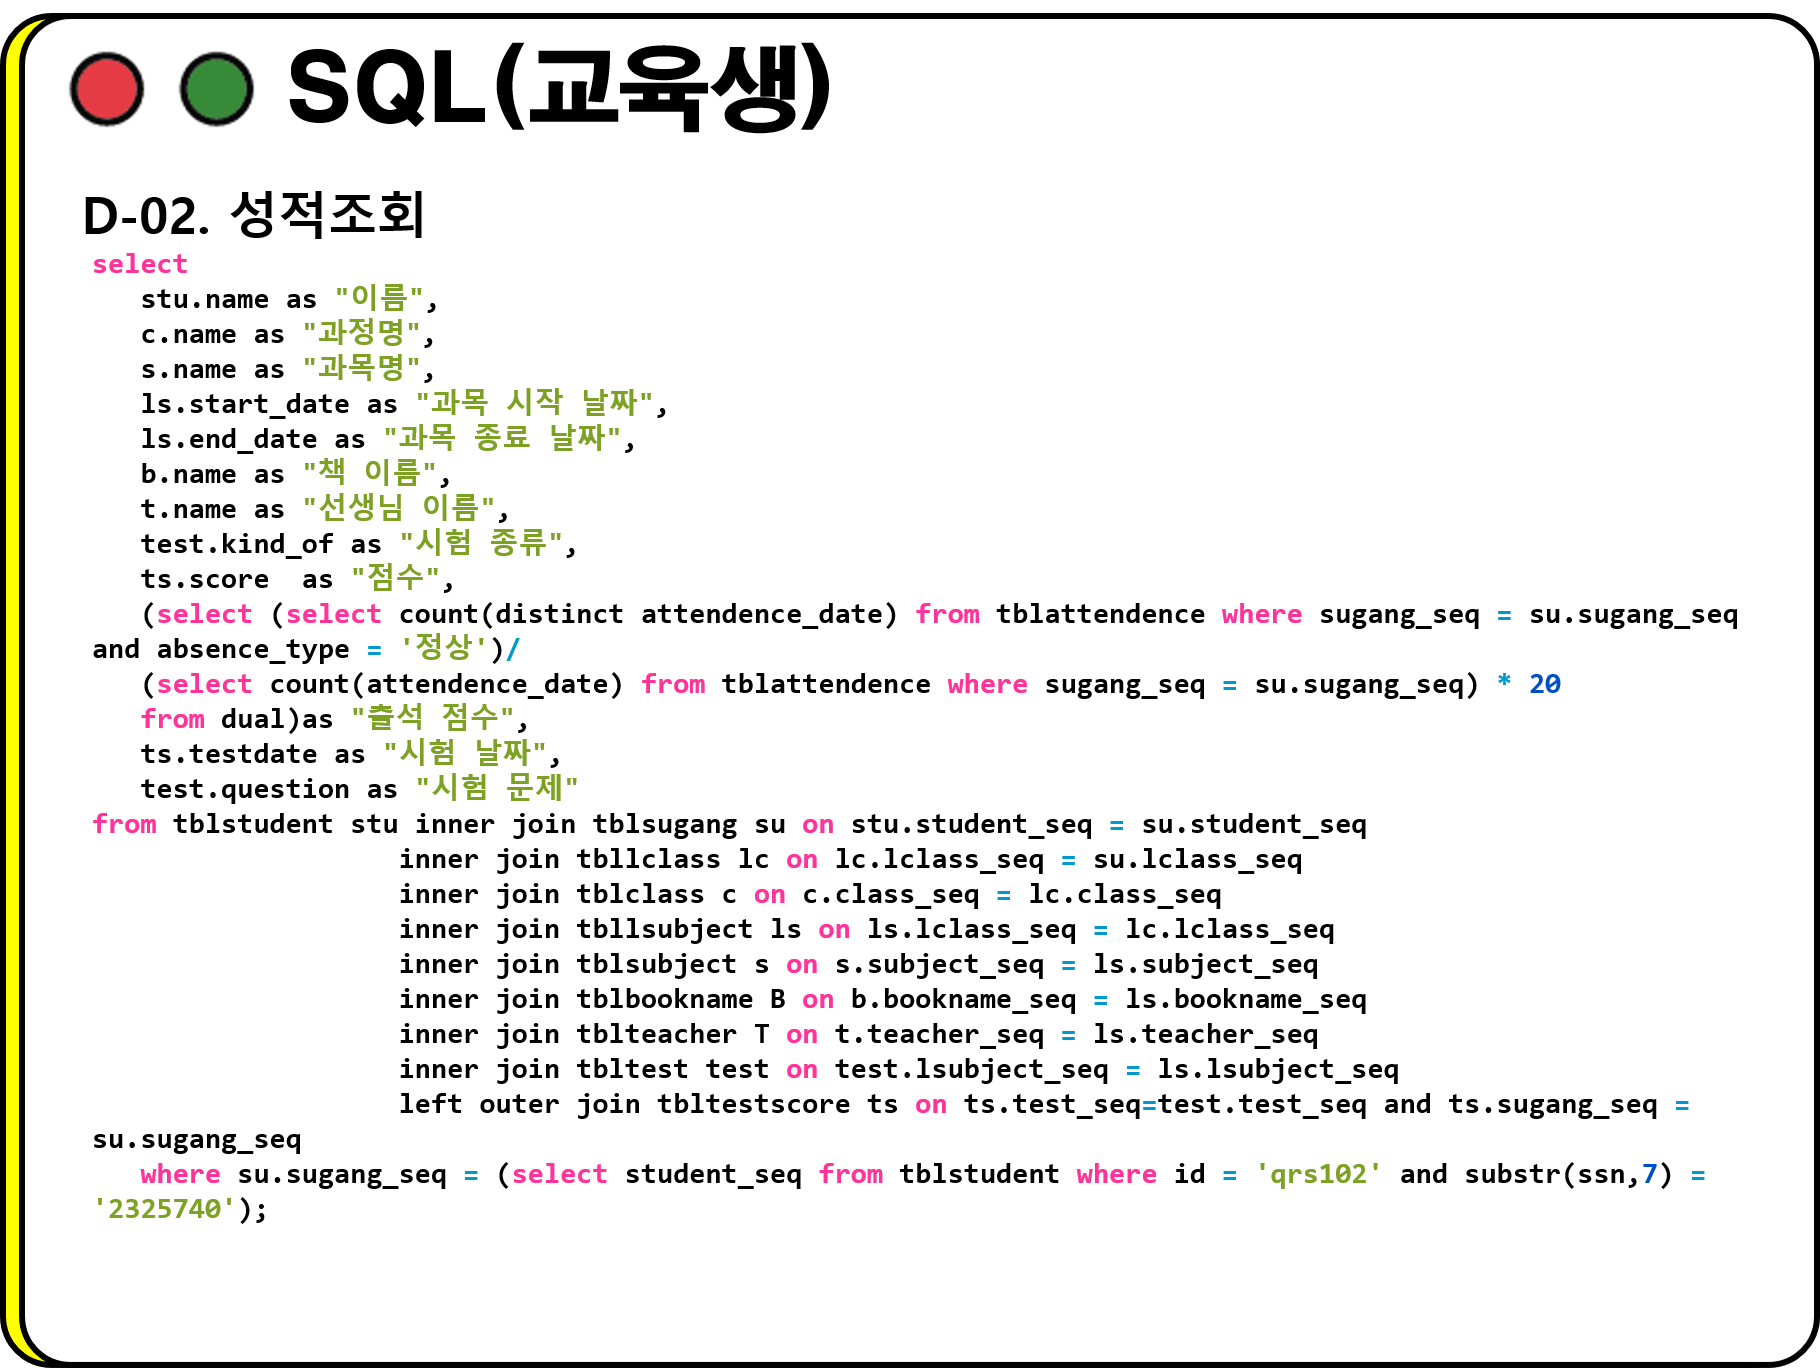 SQL(교육생)
D-02. 성적조회
select
   stu.name as "이름",
   c.name as "과정명",
   s.name as "과목명",
   ls.start_date as "과목 시작 날짜",
   ls.end_date as "과목 종료 날짜",
   b.name as "책 이름",
   t.name as "선생님 이름",
   test.kind_of as "시험 종류",
   ts.score  as "점수",
   (select (select count(distinct attendence_date) from tblattendence where sugang_seq = su.sugang_seq
and absence_type = '정상')/
   (select count(attendence_date) from tblattendence where sugang_seq = su.sugang_seq) * 20
   from dual)as "출석 점수",
   ts.testdate as "시험 날짜",
   test.question as "시험 문제"
from tblstudent stu inner join tblsugang su on stu.student_seq = su.student_seq
                   inner join tbllclass lc on lc.lclass_seq = su.lclass_seq
                   inner join tblclass c on c.class_seq = lc.class_seq
                   inner join tbllsubject ls on ls.lclass_seq = lc.lclass_seq
                   inner join tblsubject s on s.subject_seq = ls.subject_seq
                   inner join tblbookname B on b.bookname_seq = ls.bookname_seq
                   inner join tblteacher T on t.teacher_seq = ls.teacher_seq
                   inner join tbltest test on test.lsubject_seq = ls.lsubject_seq
                   left outer join tbltestscore ts on ts.test_seq=test.test_seq and ts.sugang_seq =
su.sugang_seq
   where su.sugang_seq = (select student_seq from tblstudent where id = 'qrs102' and substr(ssn,7) =
'2325740');